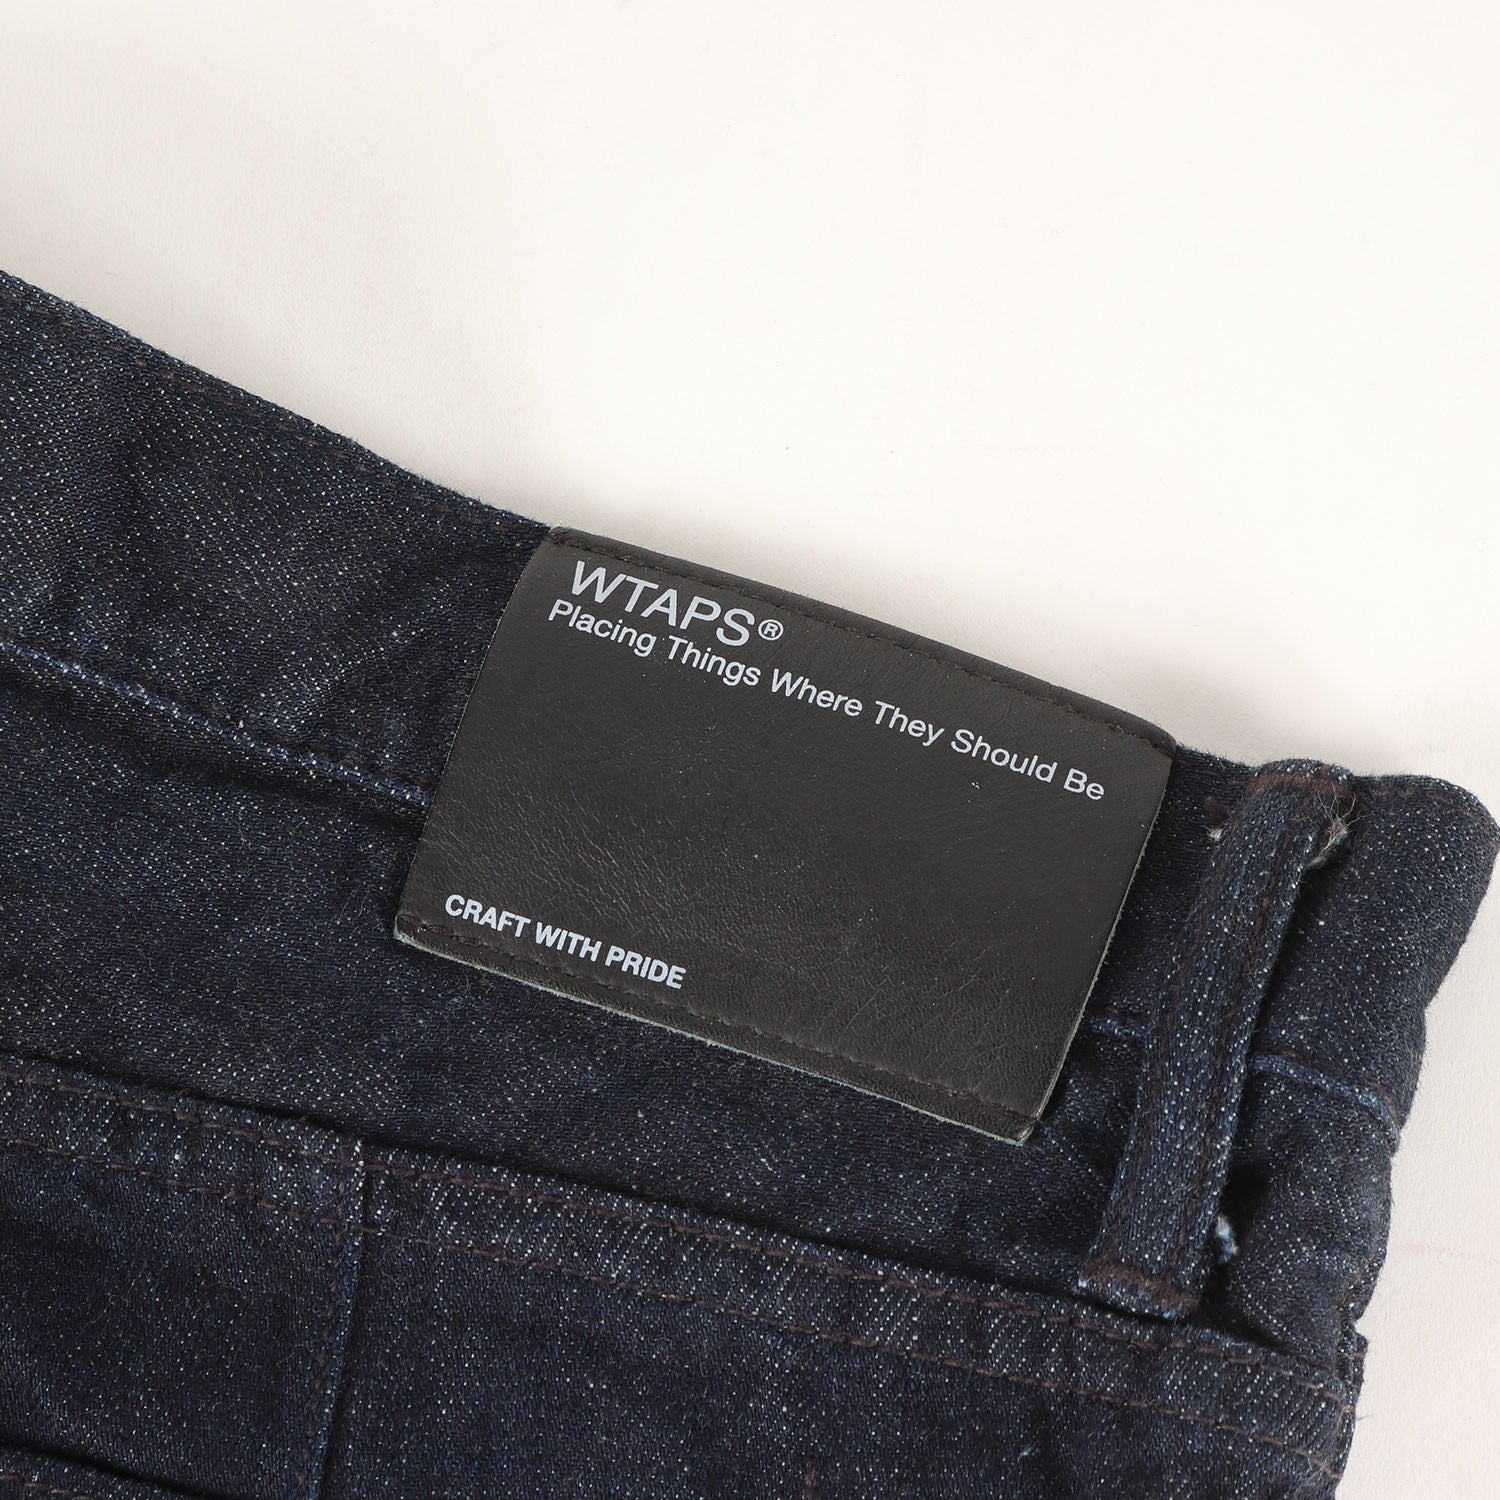 WTAPS®
Placing Things Where They Should Be
CRAFT WITH PRIDE